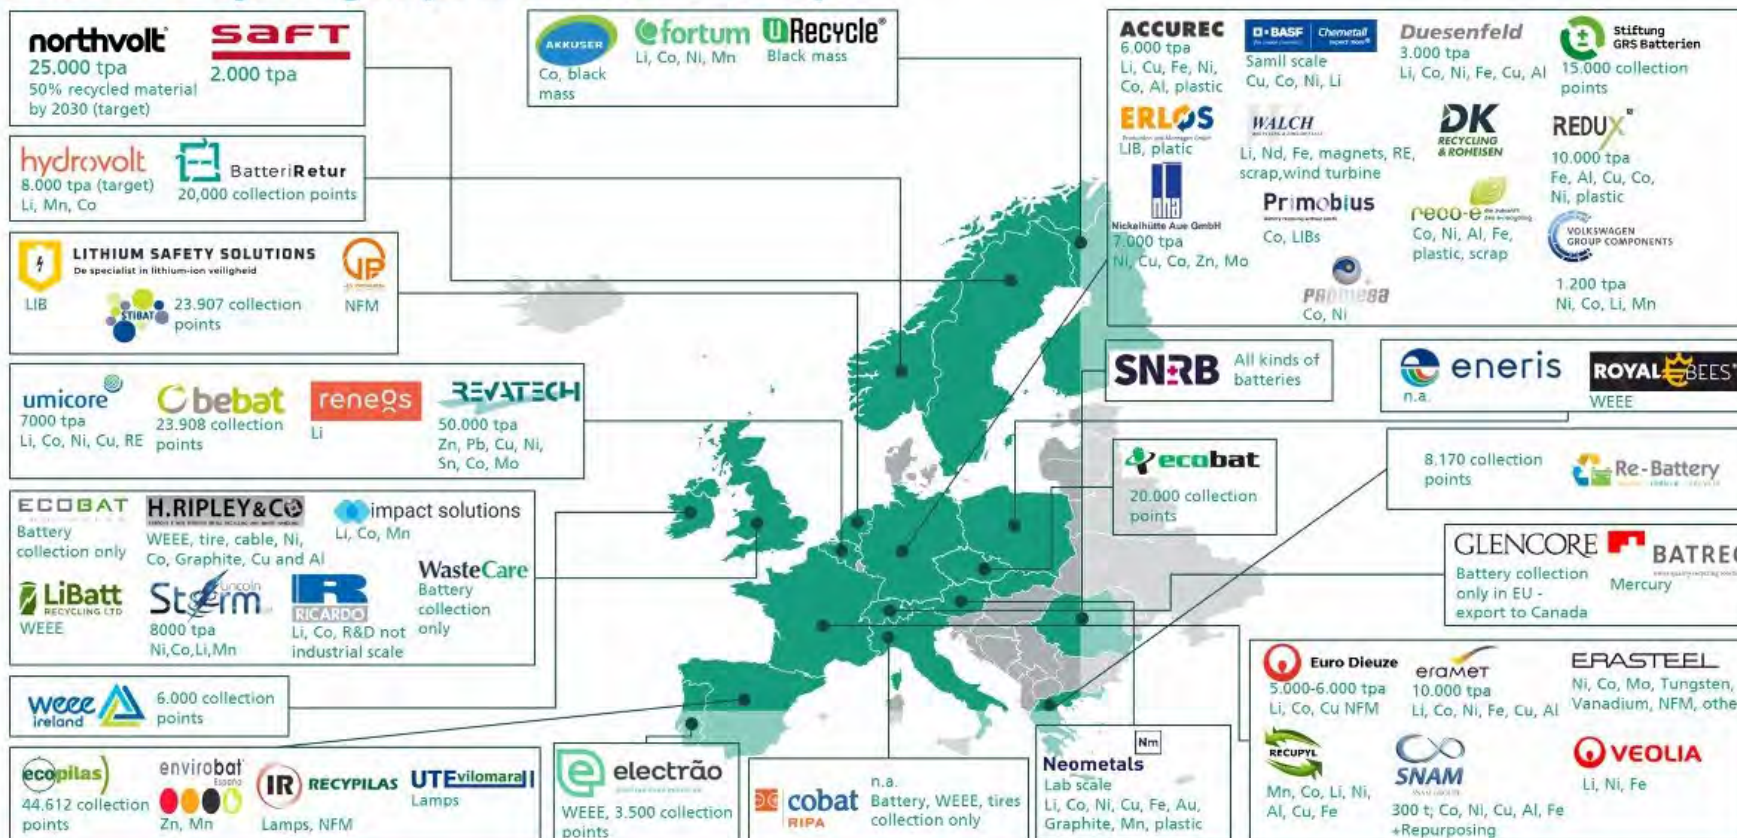 northvolt
25.000 tpa
50% recycled material
by 2030 (target)
saft
2.000 tpa
AKKUSER
Co, black
mass
fortum
Li, Co, Ni, Mn
uRecycle®
Black mass
ACCUREC
6.000 tpa
Li, Cu, Fe, Ni,
Co, Al, plastic
D•BASF Chemetall
expect more®
Samll scale
Cu, Co, Ni, Li
Duesenfeld
3.000 tpa
Li, Co, Ni, Fe, Cu, Al
Stiftung
GRS Batterien
15.000 collection
points
ERLOS
LIB, platic
WALCH
Li, Nd, Fe, magnets, RE,
scrap,wind turbine
DK
RECYCLING
& ROHEISEN
REDUX
10.000 tpa
Fe, Al, Cu, Co,
Ni, plastic
nha
Nickelhütte Aue GmbH
7.000 tpa
Ni, Cu, Co, Zn, Mo
Primobius
Co, LIBs
reco-e
Co, Ni, Al, Fe,
plastic, scrap
VOLKSWAGEN
GROUP COMPONENTS
1.200 tpa
Ni, Co, Li, Mn
Promega
Co, Ni
hydrovolt
8.000 tpa (target)
Li, Mn, Co
BatteriRetur
20,000 collection points
LITHIUM SAFETY SOLUTIONS
De specialist in lithium-ion veiligheid
LIB
STIBAT
23.907 collection
points
NFM
SNRB
All kinds of
batteries
eneris
n.a.
ROYAL BEES
WEEE
umicore
7000 tpa
Li, Co, Ni, Cu, RE
bebat
23.908 collection
points
reneos
Li
REVATECH
50.000 tpa
Zn, Pb, Cu, Ni,
Sn, Co, Mo
ecobat
20.000 collection
points
8.170 collection
points
Re-Battery
ECOBAT
Battery
collection only
H.RIPLEY & CO
WEEE, tire, cable, Ni,
Co, Graphite, Cu and Al
impact solutions
Li, Co, Mn
LiBatt
RECYCLING LTD
WEEE
Lincoln
Storm
8000 tpa
Ni,Co,Li,Mn
R
RICARDO
Li, Co, R&D not
industrial scale
WasteCare
Battery
collection
only
GLENCORE
Battery collection
only in EU -
export to Canada
BATREC
Mercury
weee
ireland
6.000 collection
points
Euro Dieuze
5.000-6.000 tpa
Li, Co, Cu NFM
eramet
10.000 tpa
Li, Co, Ni, Fe, Cu, Al
ERASTEEL
Ni, Co, Mo, Tungsten,
Vanadium, NFM, othe
RECUPYL
Mn, Co, Li, Ni,
Al, Cu, Fe
SNAM
300 t; Co, Ni, Cu, Al, Fe
+Repurposing
VEOLIA
Li, Ni, Fe
ecopilas
44.612 collection
points
envirobat
España
Zn, Mn
IR RECYPILAS
Lamps, NFM
UTEvilomara
Lamps
electrão
WEEE, 3.500 collection
points
cobat
RIPA
n.a.
Battery, WEEE, tires
collection only
Nm
Neometals
Lab scale
Li, Co, Ni, Cu, Fe, Au,
Graphite, Mn, plastic